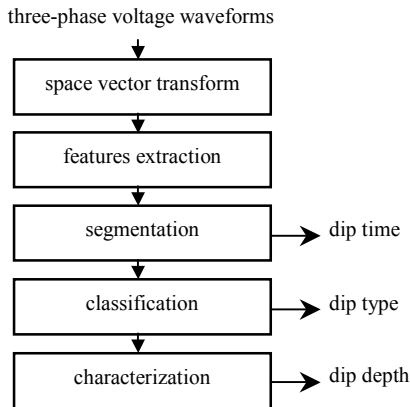 three-phase voltage waveforms
space vector transform
features extraction
segmentation
dip time
classification
dip type
characterization
dip depth